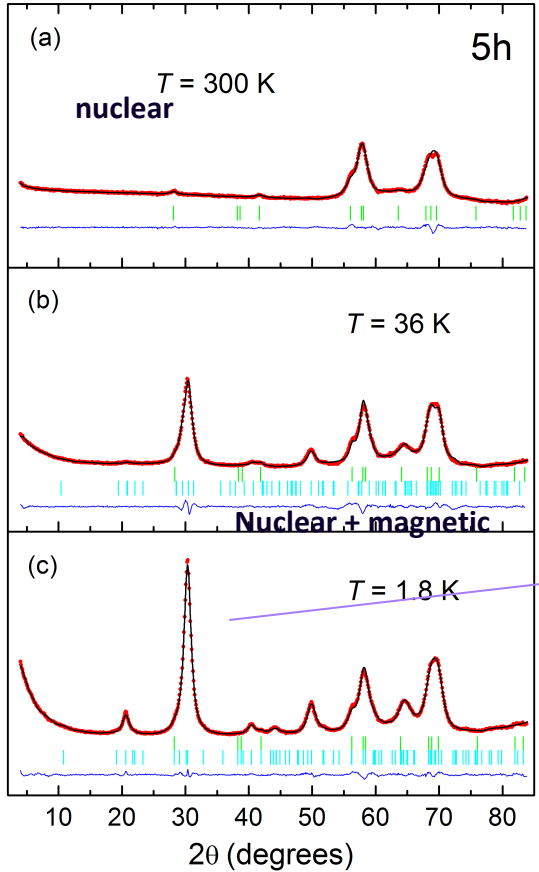 (a)
5h
T = 300 K
nuclear
(b)
T = 36 K
Nuclear + magnetic
(c)
T = 1.8 K
10 20 30 40 50 60 70 80
2θ (degrees)